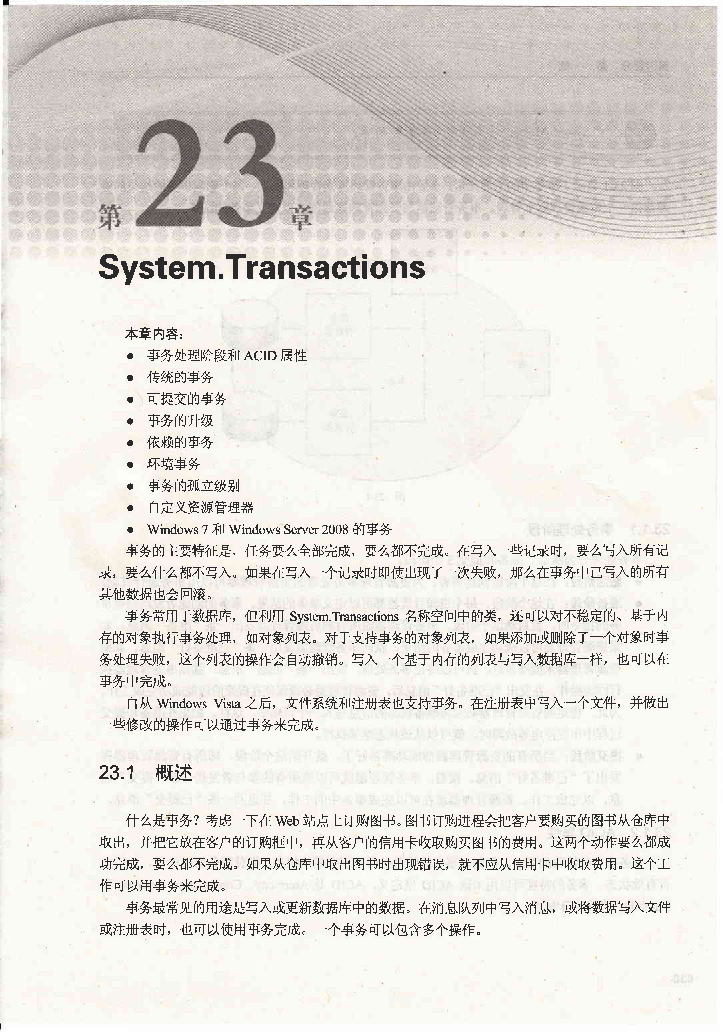 第23章
System.Transactions
本章内容：
● 事务处理阶段和 ACID 属性
● 传统的事务
● 可提交的事务
● 事务的升级
● 依赖的事务
● 环境事务
● 事务的孤立级别
● 自定义资源管理器
● Windows 7 和 Windows Server 2008 的事务
事务的主要特征是，任务要么全部完成，要么都不完成。在写入一些记录时，要么写入所有记
录，要么什么都不写入。如果在写入一个记录时即使出现了一次失败，那么在事务中已写入的所有
其他数据也会回滚。
事务常用于数据库，但利用 System.Transactions 名称空间中的类，还可以对不稳定的、基于内
存的对象执行事务处理，如对象列表。对于支持事务的对象列表，如果添加或删除了一个对象时事
务处理失败，这个列表的操作会自动撤销。写入一个基于内存的列表与写入数据库一样，也可以在
事务中完成。
自从 Windows Vista 之后，文件系统和注册表也支持事务。在注册表中写入一个文件，并做出
一些修改的操作可以通过事务来完成。
23.1 概述
什么是事务？考虑一下在 Web 站点上订购图书。图书订购进程会把客户要购买的图书从仓库中
取出，并把它放在客户的订购框中，再从客户的信用卡收取购买图书的费用。这两个动作要么都成
功完成，要么都不完成。如果从仓库中取出图书时出现错误，就不应从信用卡中收取费用。这个工
作可以用事务来完成。
事务最常见的用途是写入或更新数据库中的数据。在消息队列中写入消息，或将数据写入文件
或注册表时，也可以使用事务完成。一个事务可以包含多个操作。